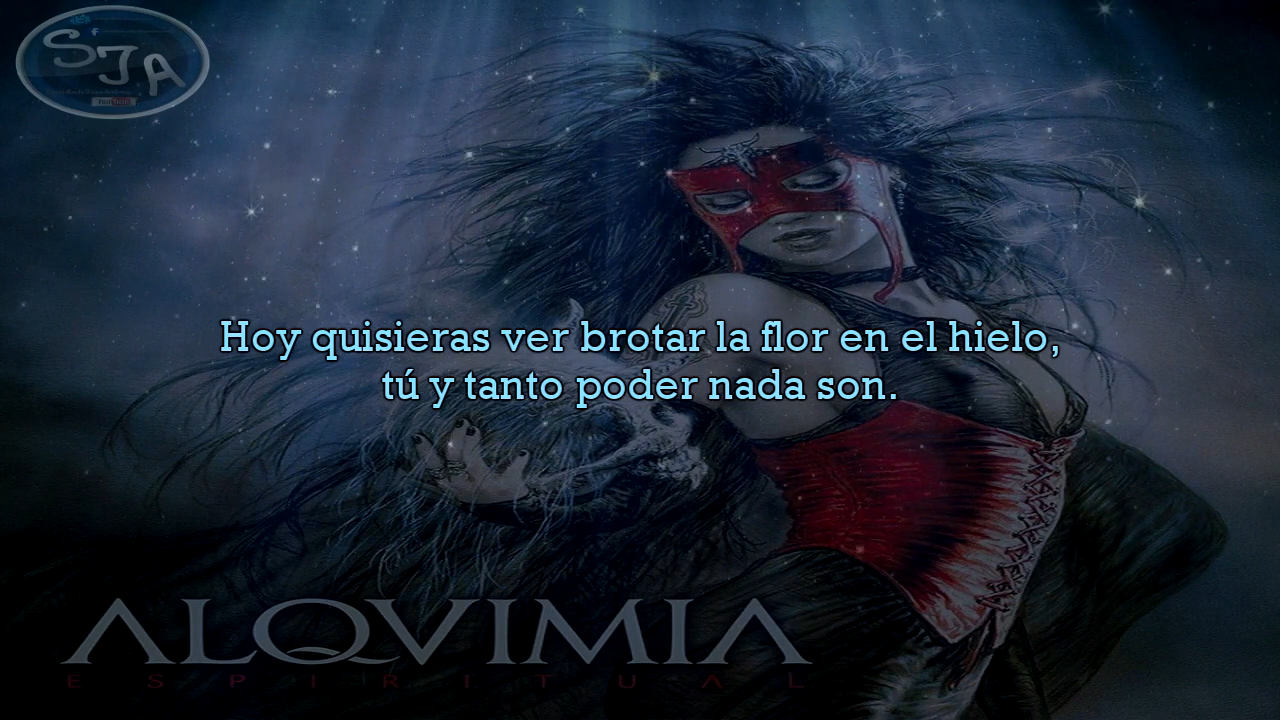 SJA
Hoy quisieras ver brotar la flor en el hielo,
tú y tanto poder nada son.
ALQVIMIA
ESPIRITUAL